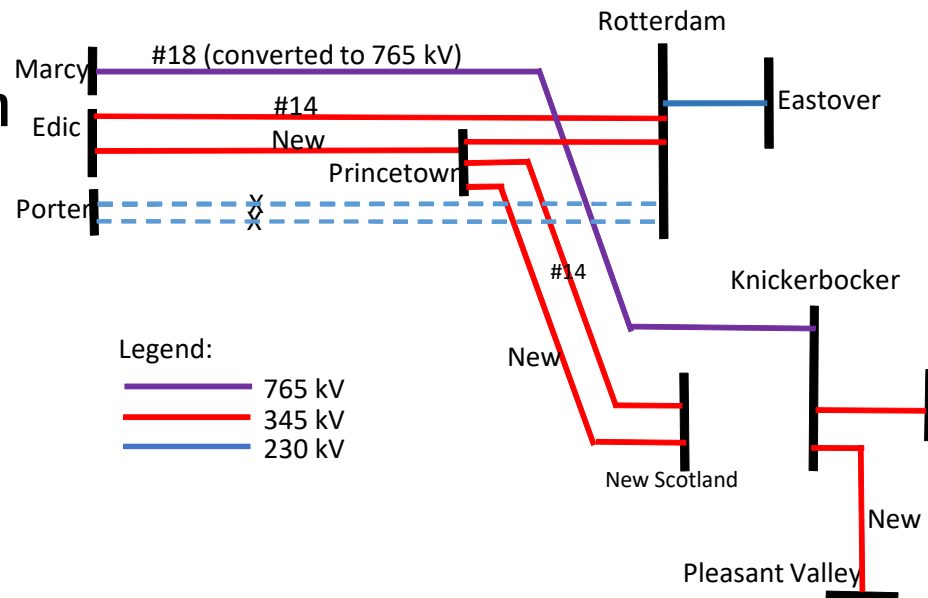 Rotterdam
#18 (converted to 765 kV)
Marcy
n
#14
Eastover
Edic
New
Princetown
Porter
X
X
#14
Knickerbocker
Legend:
New
765 kV
345 kV
230 kV
New Scotland
New
Pleasant Valley